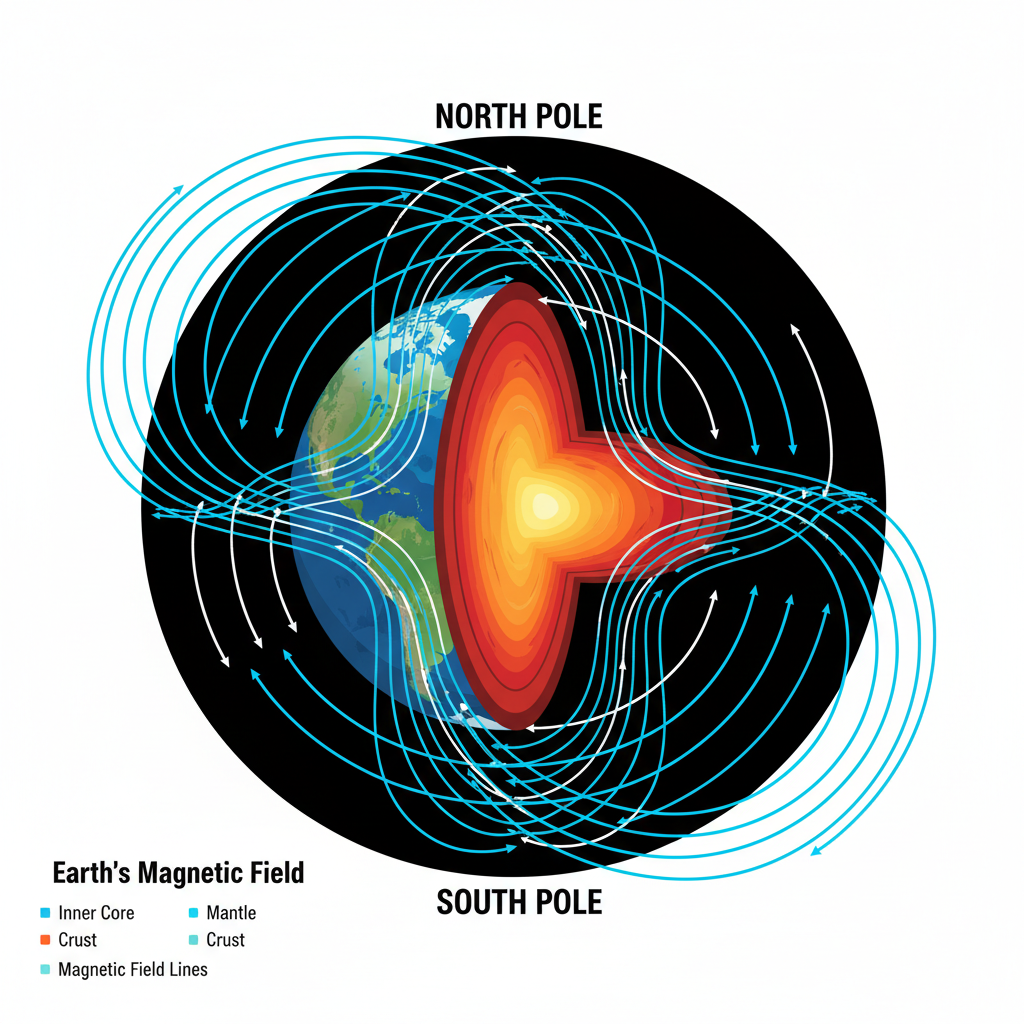 NORTH POLE
SOUTH POLE
Earth's Magnetic Field
Inner Core
Mantle
Crust
Crust
Magnetic Field Lines